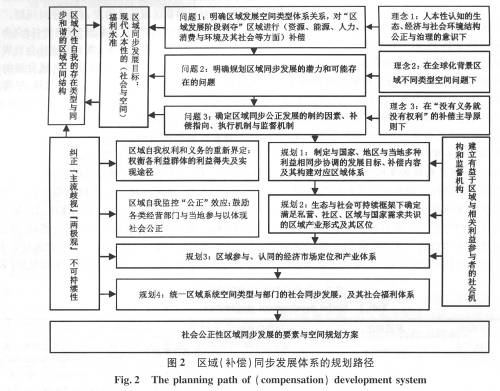 区域个性自我的存在类型与同步和谐的区域空间结构
区域同步发展目标：现代人本性的（社会与空间）福利水准
问题1：明确区域发展空间类型体系关系，对“区
域发展阶段剥夺”区域进行（资源、能源、人力、
消费与环境及其社会等方面）补偿
理念1：人本性认知的生
态、经济与社会环境结构
公正与治理的意识下
问题2：明确规划区域同步发展的潜力和可能存
在的问题
理念2：在全球化背景区
域不同类型空间问题下
问题3：确定区域同步公正发展的制约因素、补
偿指向、执行机制与监督机制
理念 3：在“没有义务就
没有权利”的补偿主导原
则下
纠正“主流歧视”“两极观”不可持续性
区域自我权利和义务的重新界定：
权衡各利益群体的利益得失及实
现途径
规划1：制定与国家、地区与当地多种
利益相同步协调的发展目标、补偿内容
及其构建对应区域体系
建立有益于区域与相关利益参与者的社会机构和监督机构
区域自我监控“公正”效应：鼓励
各类经营部门与当地参与以体现
社会公正
规划2：生态与社会可持续框架下确定
满足私营、社区、区域与国家需求共识
的区域产业形式及其区位
规划3：区域参与、认同的经济市场定位和产业体系
规划4：统一区域系统空间类型与部门的社会同步发展，及其社会福利体系
社会公正性区域同步发展的要素与空间规划方案
图 2 区域（补偿）同步发展体系的规划路径
Fig. 2 The planning path of (compensation) development system